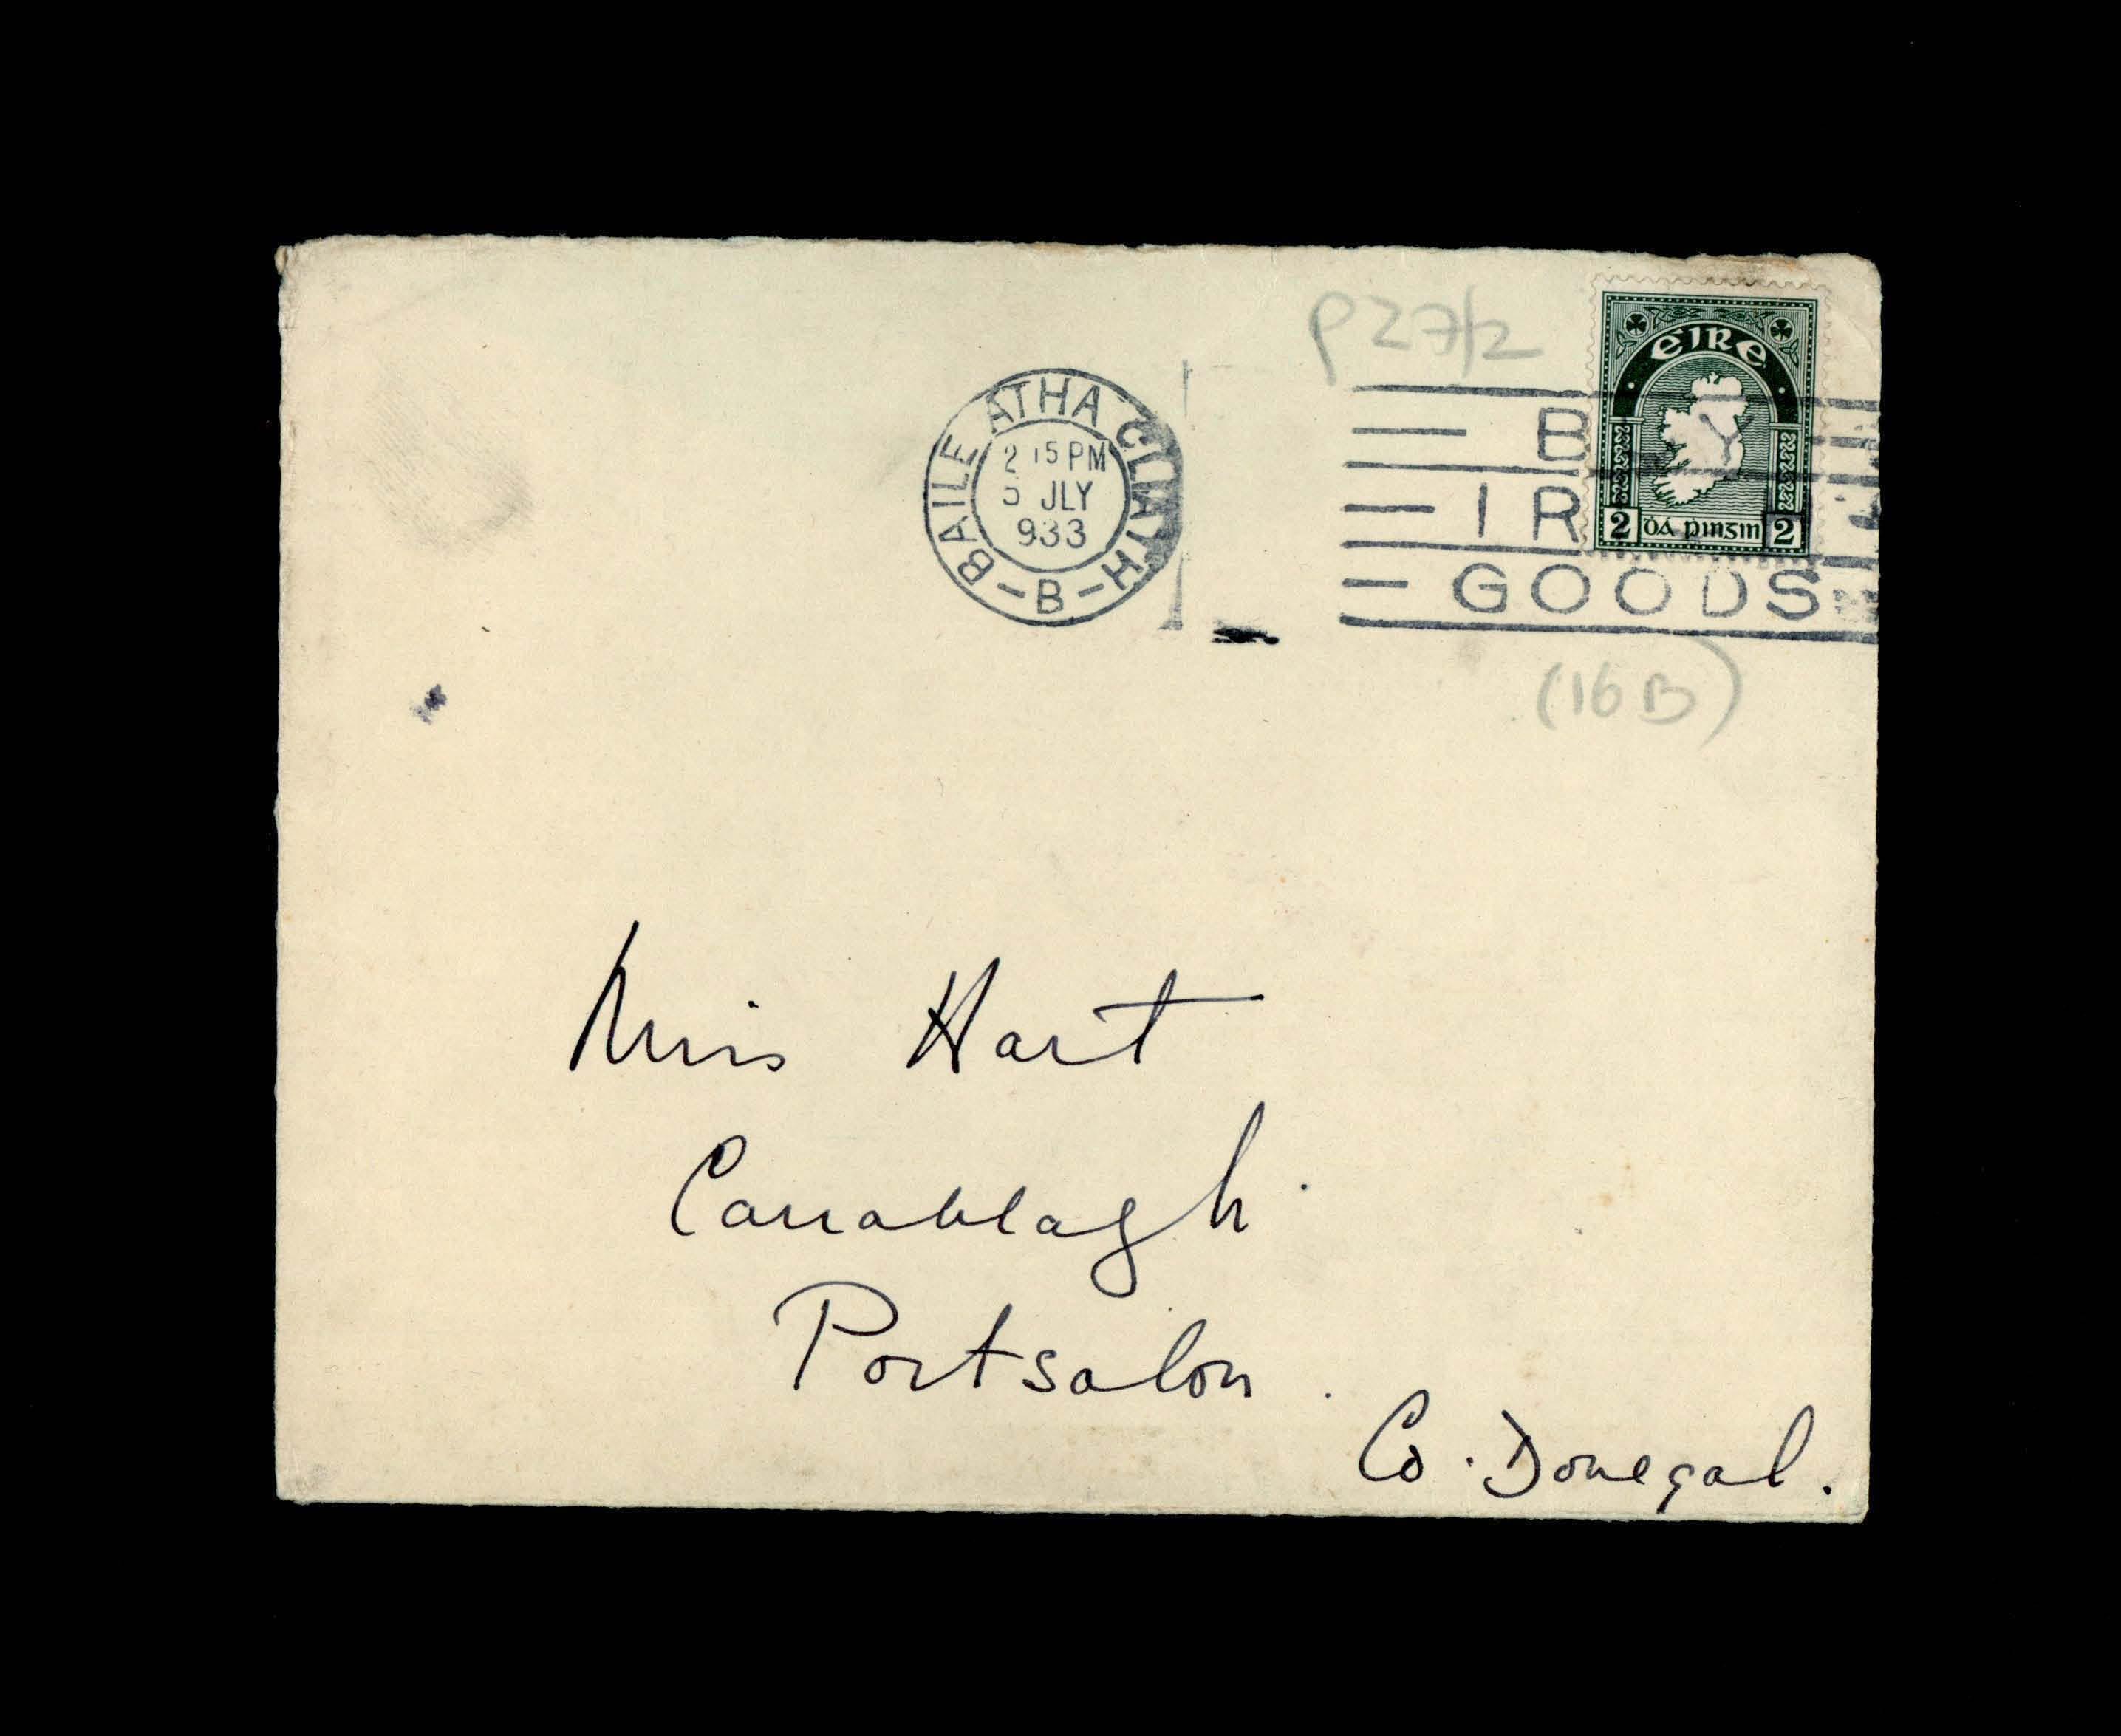 P27/2
BAILE ATHA CLIATH
2 15 PM
5 JLY
933
- B -
B Y
IR
GOODS
EIRE
2 ÓÁ pingin 2
(16B)
Miss Hart
Carrablagh.
Portsalon.
Co. Donegal.